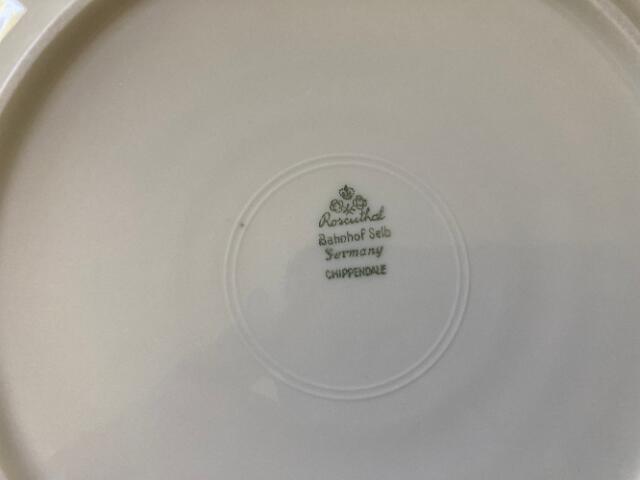 Rosenthal
Bahnhof Selb
Germany
CHIPPENDALE